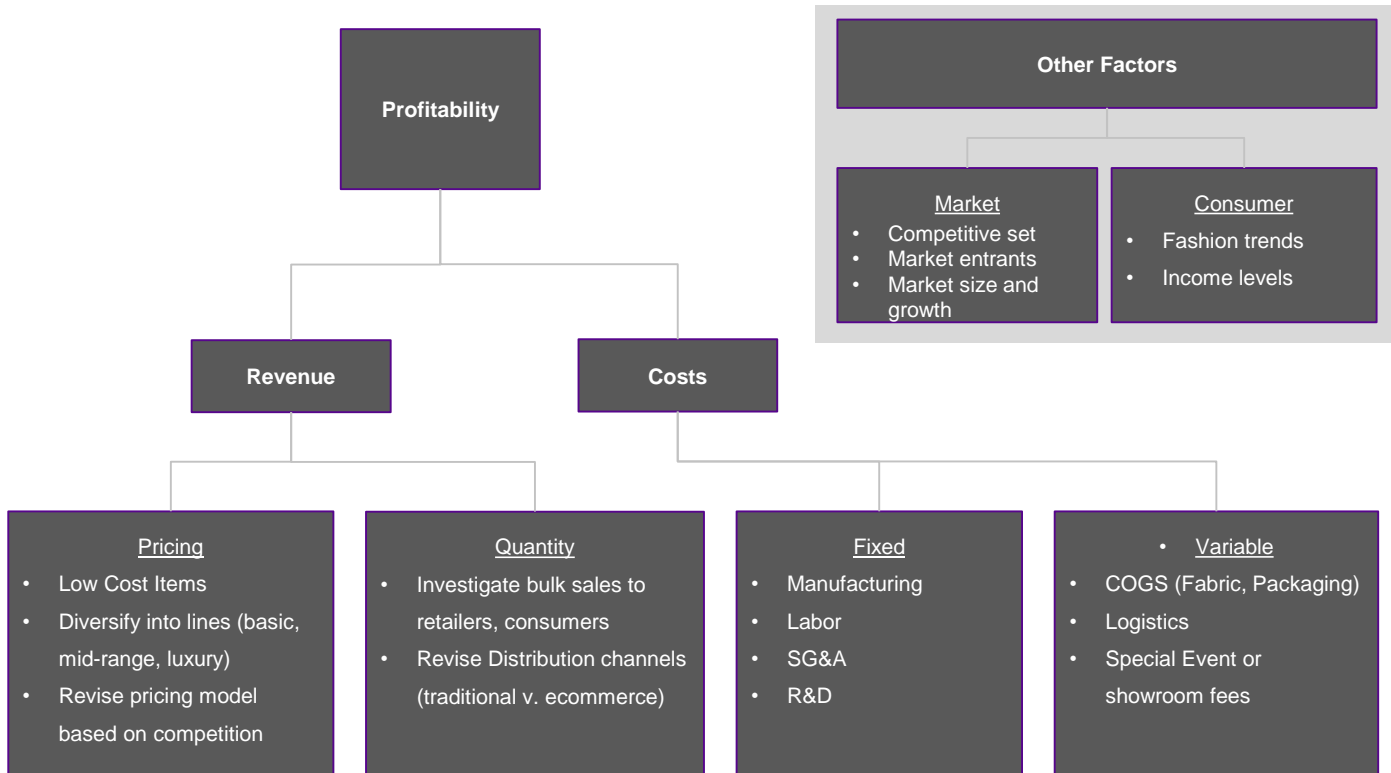 Profitability
Other Factors
Market
• Competitive set
• Market entrants
• Market size and
growth
Consumer
• Fashion trends
• Income levels
Revenue
Costs
Pricing
• Low Cost Items
• Diversify into lines (basic,
mid-range, luxury)
• Revise pricing model
based on competition
Quantity
• Investigate bulk sales to
retailers, consumers
• Revise Distribution channels
(traditional v. ecommerce)
Fixed
• Manufacturing
• Labor
• SG&A
• R&D
• Variable
• COGS (Fabric, Packaging)
• Logistics
• Special Event or
showroom fees